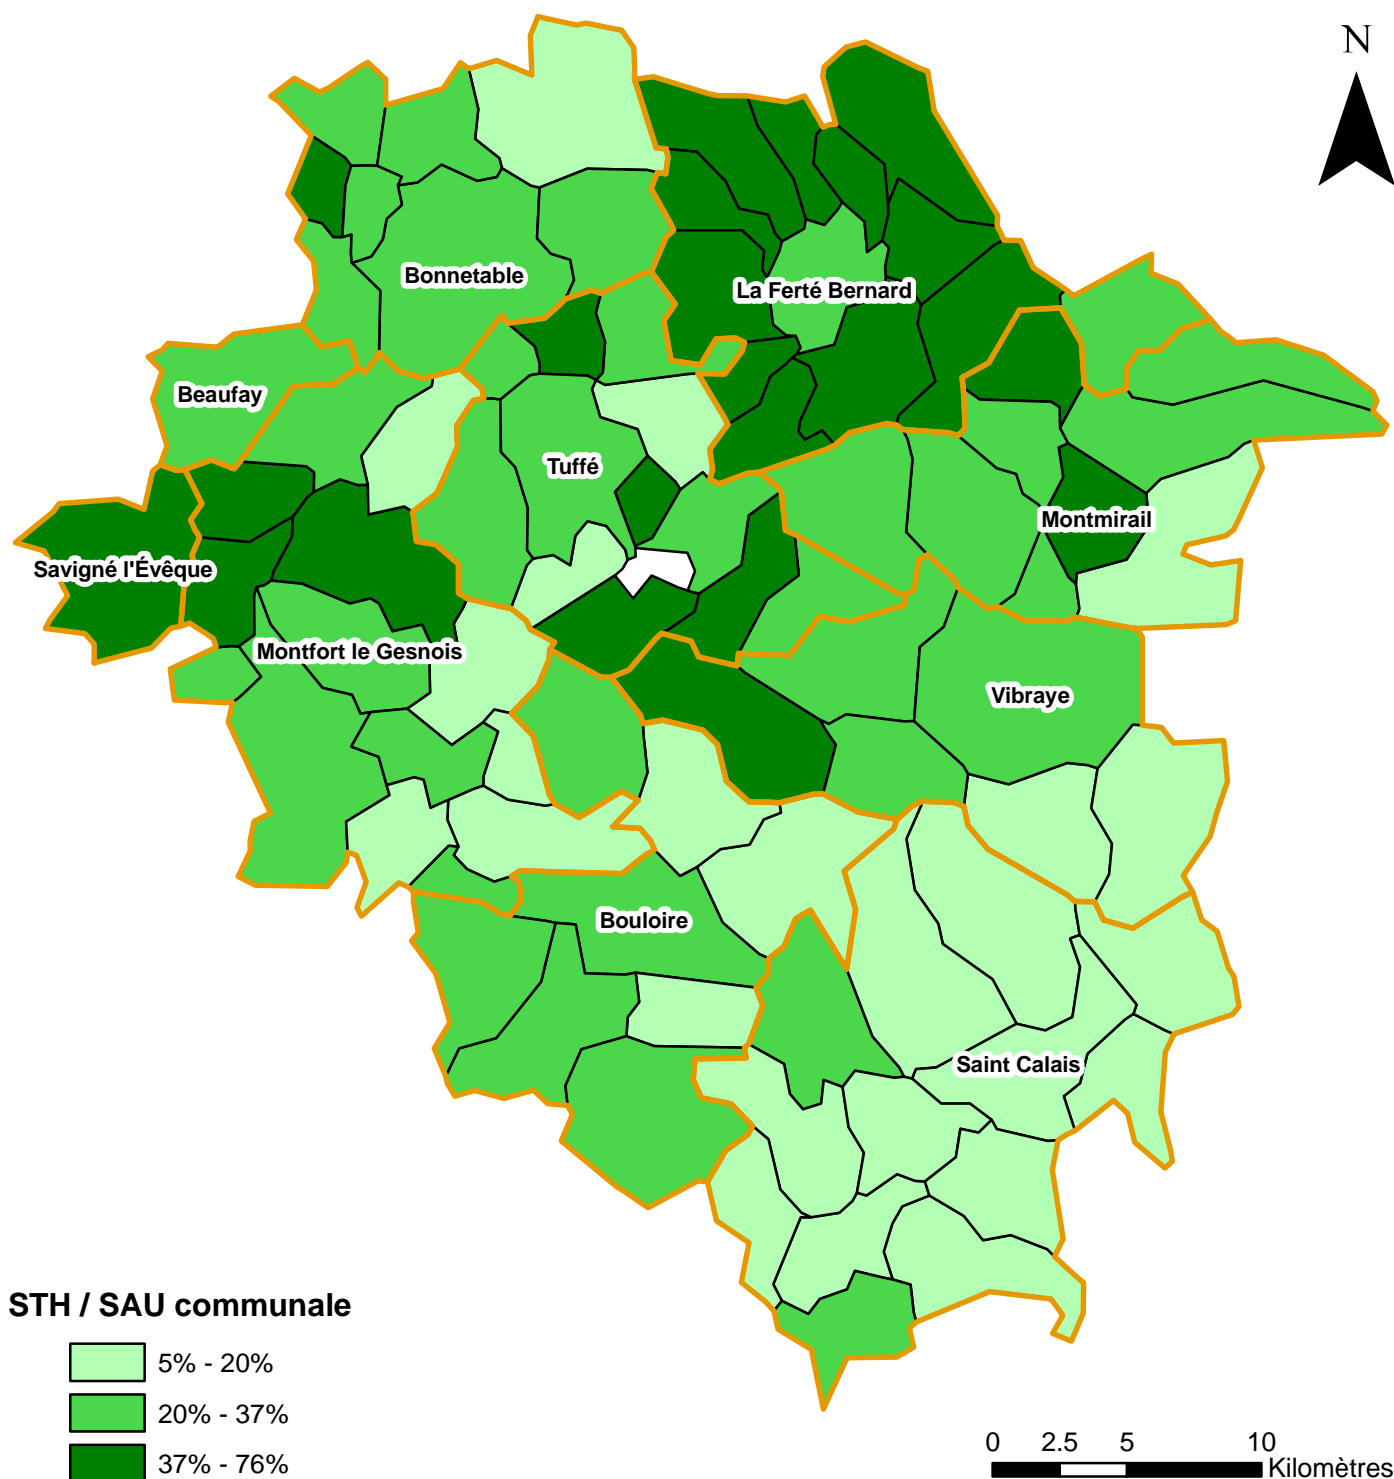 N
Bonnetable
La Ferté Bernard
Beaufay
Tuffé
Montmirail
Savigné l'Évêque
Montfort le Gesnois
Vibraye
Bouloire
Saint Calais
STH / SAU communale
5% - 20%
20% - 37%
37% - 76%
0 2.5 5 10
Kilomètres